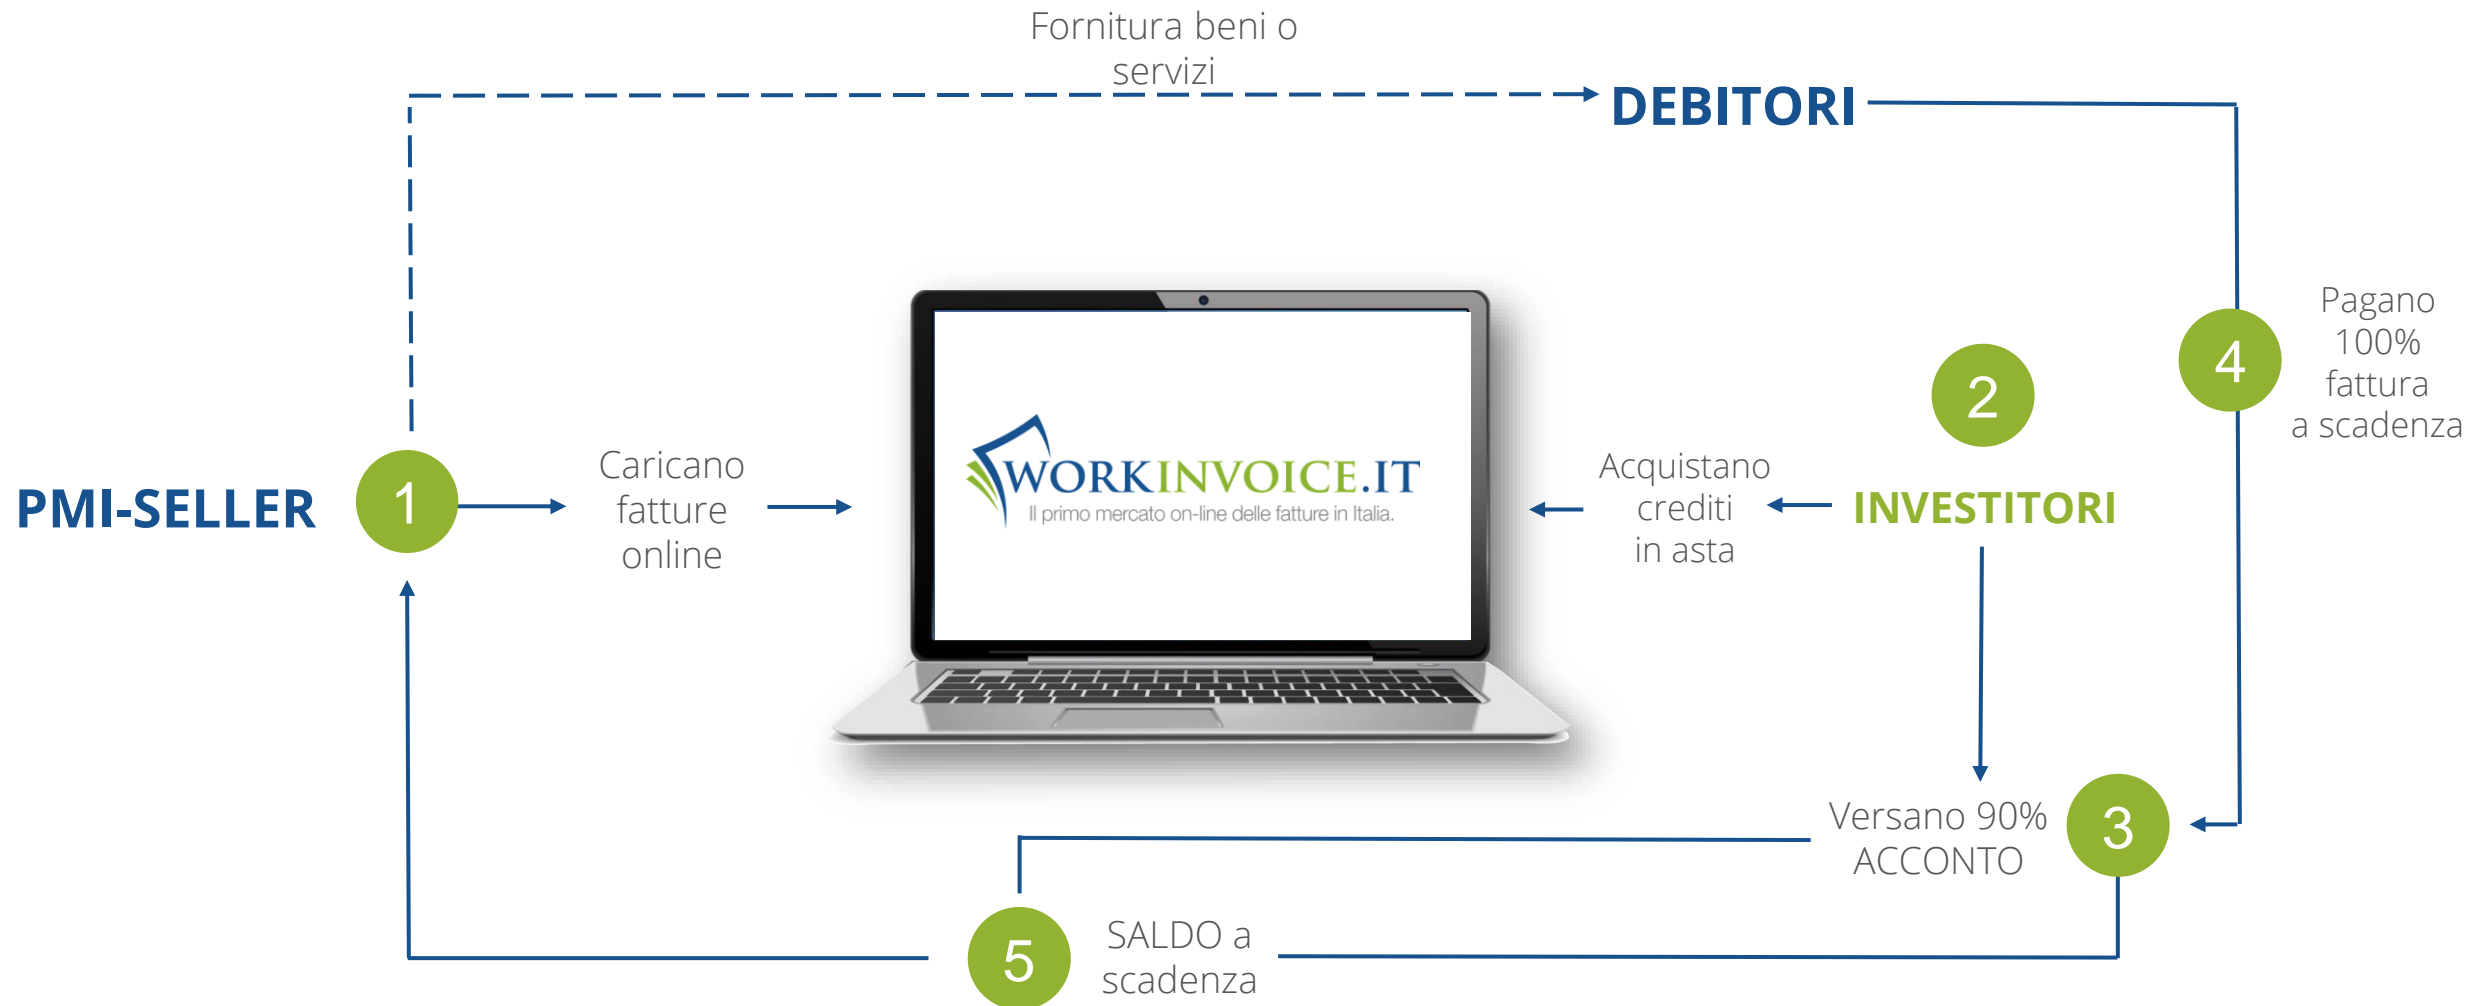 Fornitura beni o
servizi
DEBITORI
Pagano
100%
fattura
a scadenza
4
2
PMI-SELLER
1
Caricano
fatture
online
WORKINVOICE.IT
Il primo mercato on-line delle fatture in Italia.
Acquistano
crediti
in asta
INVESTITORI
Versano 90%
ACCONTO
3
5
SALDO a
scadenza